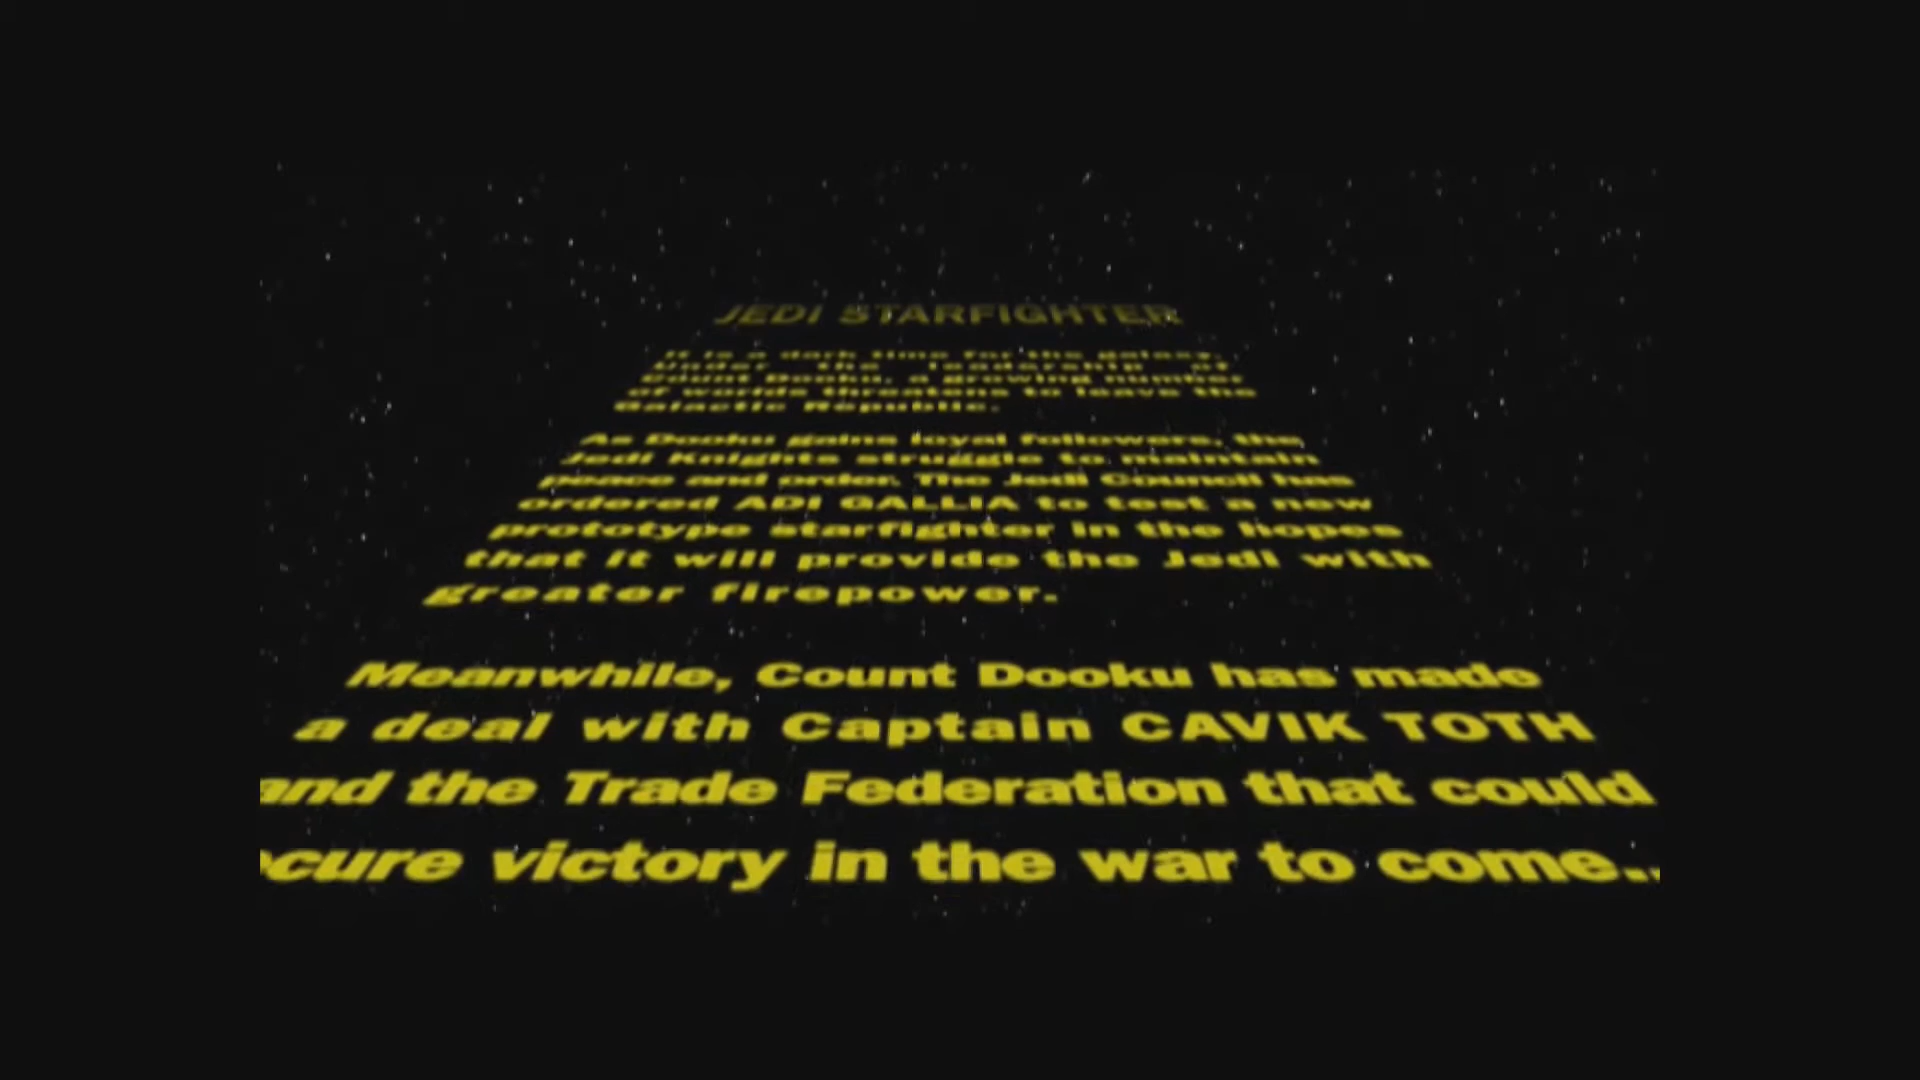 JEDI STARFIGHTER
It is a dark time for the galaxy.
Under the leadership of
Count Dooku, a growing number
of worlds threatens to leave the
Galactic Republic.
As Dooku gains loyal followers, the
Jedi Knights struggle to maintain
peace and order. The Jedi Council has
ordered ADI GALLIA to test a new
prototype starfighter in the hopes
that it will provide the Jedi with
greater firepower.
Meanwhile, Count Dooku has made
a deal with Captain CAVIK TOTH
and the Trade Federation that could
ecure victory in the war to come..